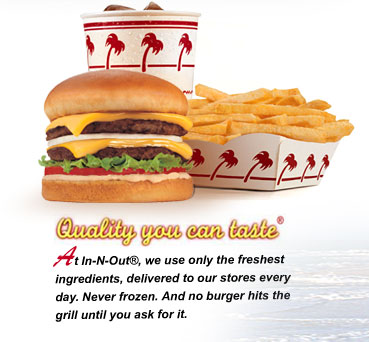 Quality you can taste®
At In-N-Out®, we use only the freshest
ingredients, delivered to our stores every
day. Never frozen. And no burger hits the
grill until you ask for it.